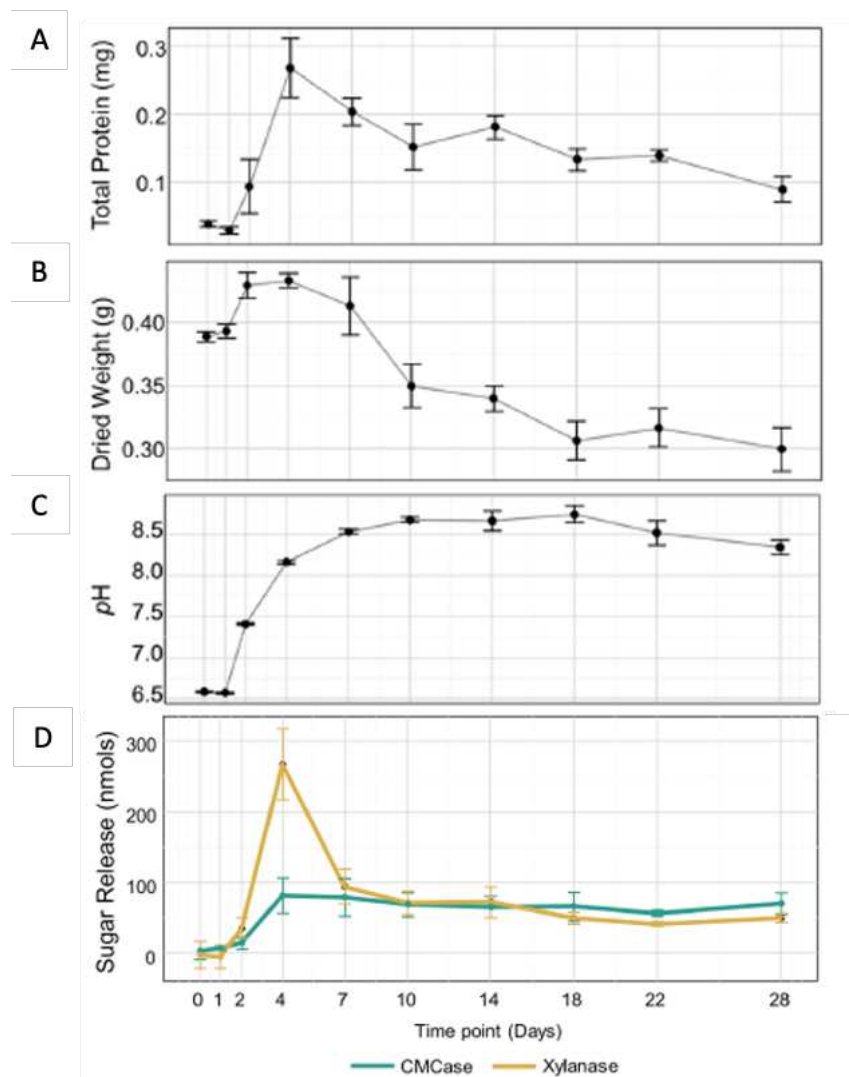 A
Total Protein (mg)
0.3
0.2
0.1
B
Dried Weight (g)
0.40
0.35
0.30
C
pH
8.5
8.0
7.5
7.0
6.5
D
Sugar Release (nmols)
300
200
100
0
0 1 2 4 7 10 14 18 22 28
Time point (Days)
CMCase Xylanase